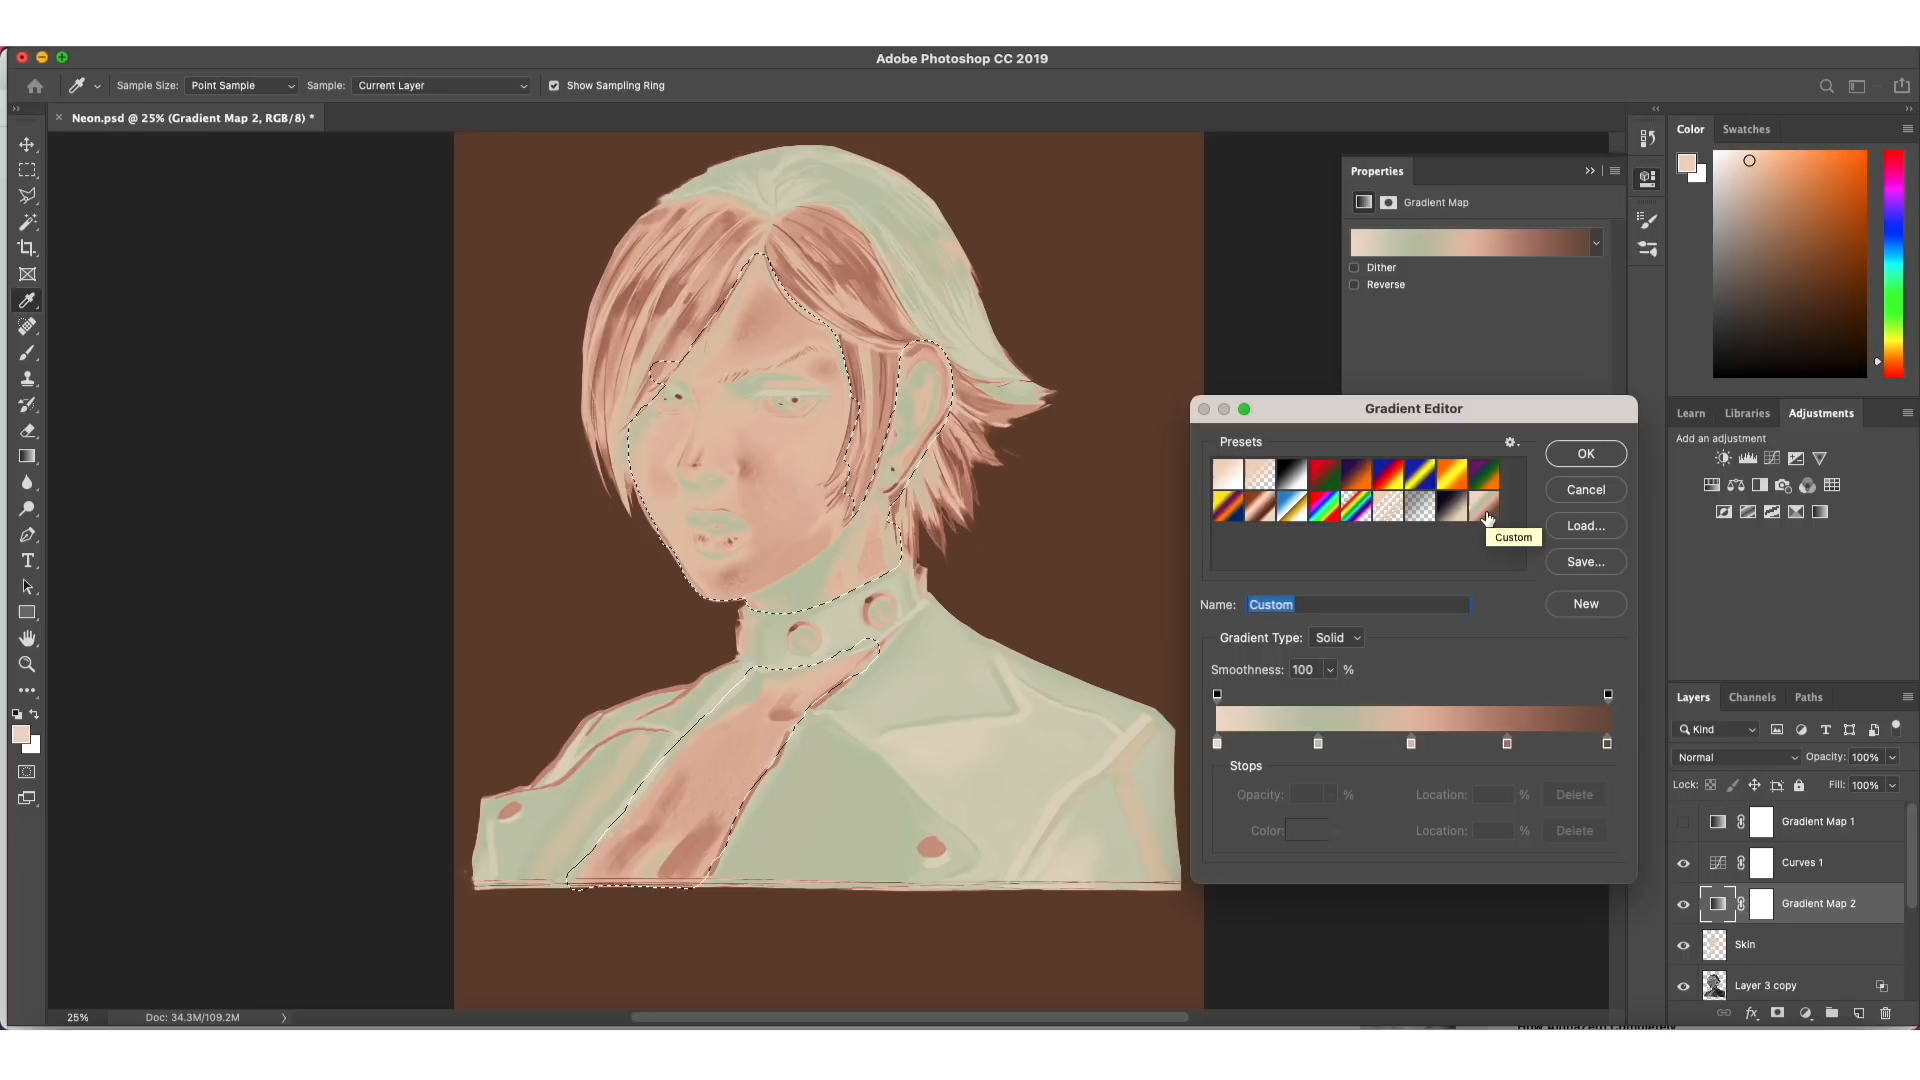 Adobe Photoshop CC 2019
Sample Size: Point Sample Sample: Current Layer Show Sampling Ring
Neon.psd @ 25% (Gradient Map 2, RGB/8) *
Properties
Gradient Map
Dither
Reverse
Color Swatches
Learn Libraries Adjustments
Add an adjustment
Gradient Editor
Presets
OK
Cancel
Load...
Custom
Save...
Name: Custom
New
Gradient Type: Solid
Smoothness: 100 %
Stops
Opacity: % Location: % Delete
Color: Location: % Delete
Layers Channels Paths
Kind
Normal Opacity: 100%
Lock: Fill: 100%
Gradient Map 1
Curves 1
Gradient Map 2
Skin
Layer 3 copy
fx
25% Doc: 34.3M/109.2M